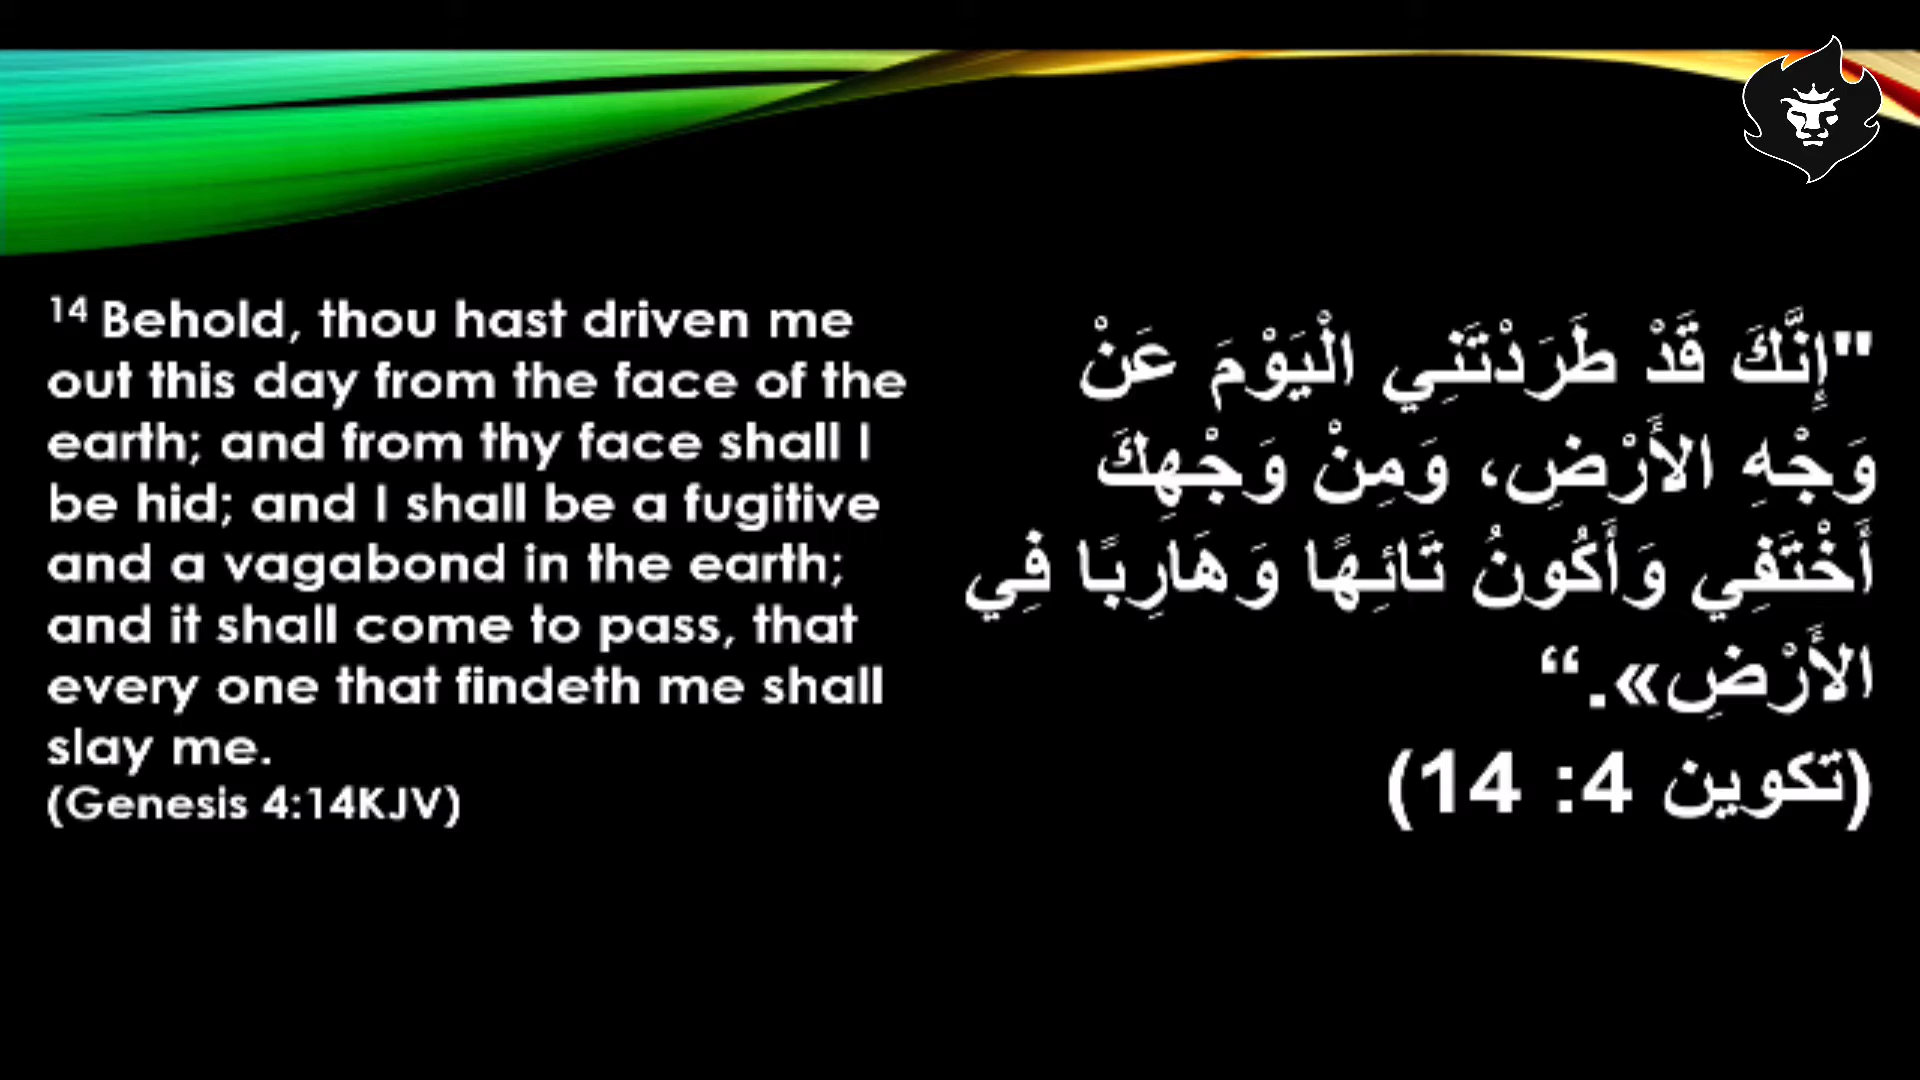 14 Behold, thou hast driven me
out this day from the face of the
earth; and from thy face shall I
be hid; and I shall be a fugitive
and a vagabond in the earth;
and it shall come to pass, that
every one that findeth me shall
slay me.
(Genesis 4:14KJV)
"إِنَّكَ قَدْ طَرَدْتَنِي الْيَوْمَ عَنْ
وَجْهِ الأَرْضِ، وَمِنْ وَجْهِكَ
أَخْتَفِي وَأَكُونُ تَائِهًا وَهَارِبًا فِي
الأَرْضِ».“
(تكوين 4: 14)